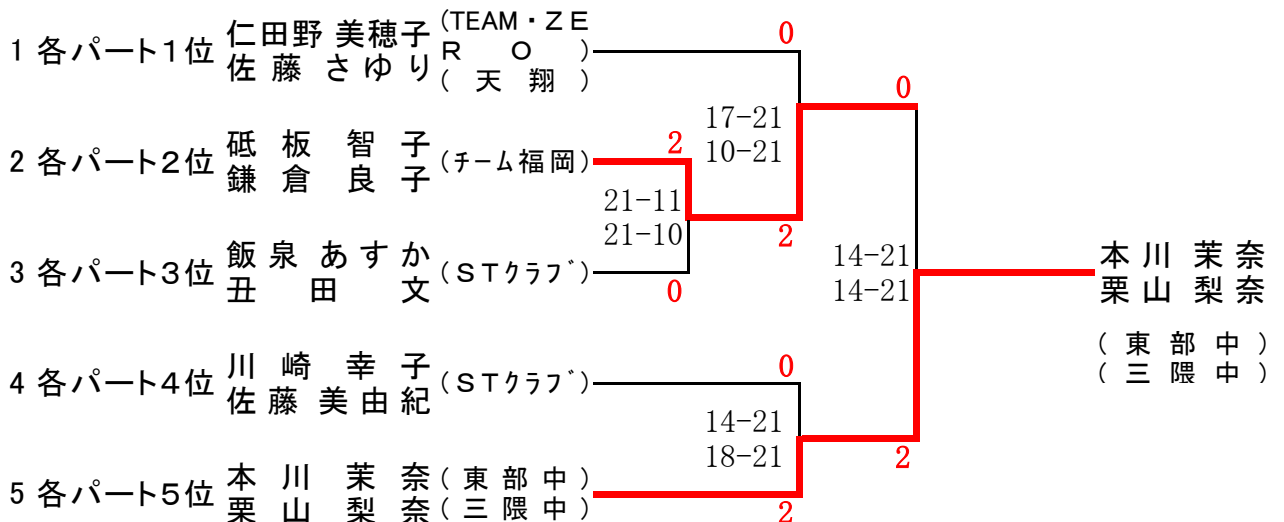 1 各パート1位 仁田野 美穂子 (TEAM・ZE
佐藤 さゆり R O )
( 天 翔 )
0
0
17-21
10-21
2 各パート2位 砥板 智子 (チーム福岡)
鎌倉 良子
2
21-11
21-10
2
3 各パート3位 飯泉 あすか (STクラブ)
丑田 文
0
14-21
14-21
本川 茉奈
栗山 梨奈
( 東 部 中 )
( 三 隈 中 )
4 各パート4位 川崎 幸子 (STクラブ)
佐藤 美由紀
0
14-21
18-21
2
5 各パート5位 本川 茉奈 ( 東 部 中 )
栗山 梨奈 ( 三 隈 中 )
2